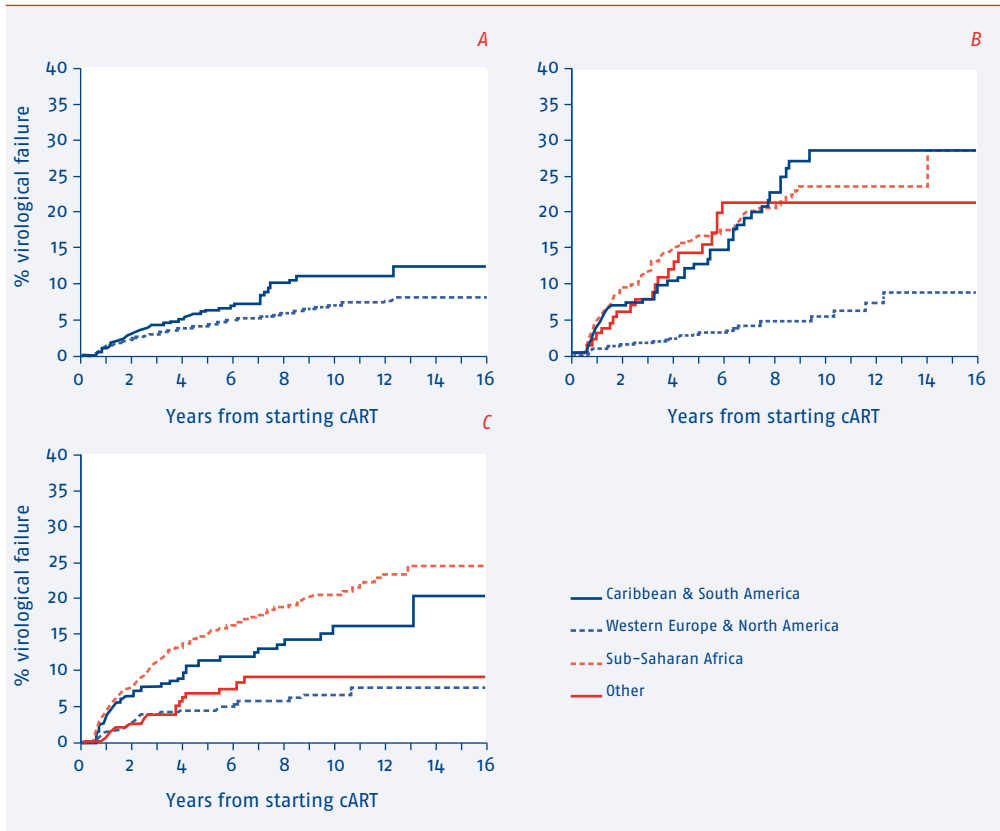 A
40
35
30
25
20
15
10
5
0
% virological failure
0 2 4 6 8 10 12 14 16
Years from starting cART
B
40
35
30
25
20
15
10
5
0
0 2 4 6 8 10 12 14 16
Years from starting cART
C
40
35
30
25
20
15
10
5
0
% virological failure
0 2 4 6 8 10 12 14 16
Years from starting cART
Caribbean & South America
Western Europe & North America
Sub-Saharan Africa
Other